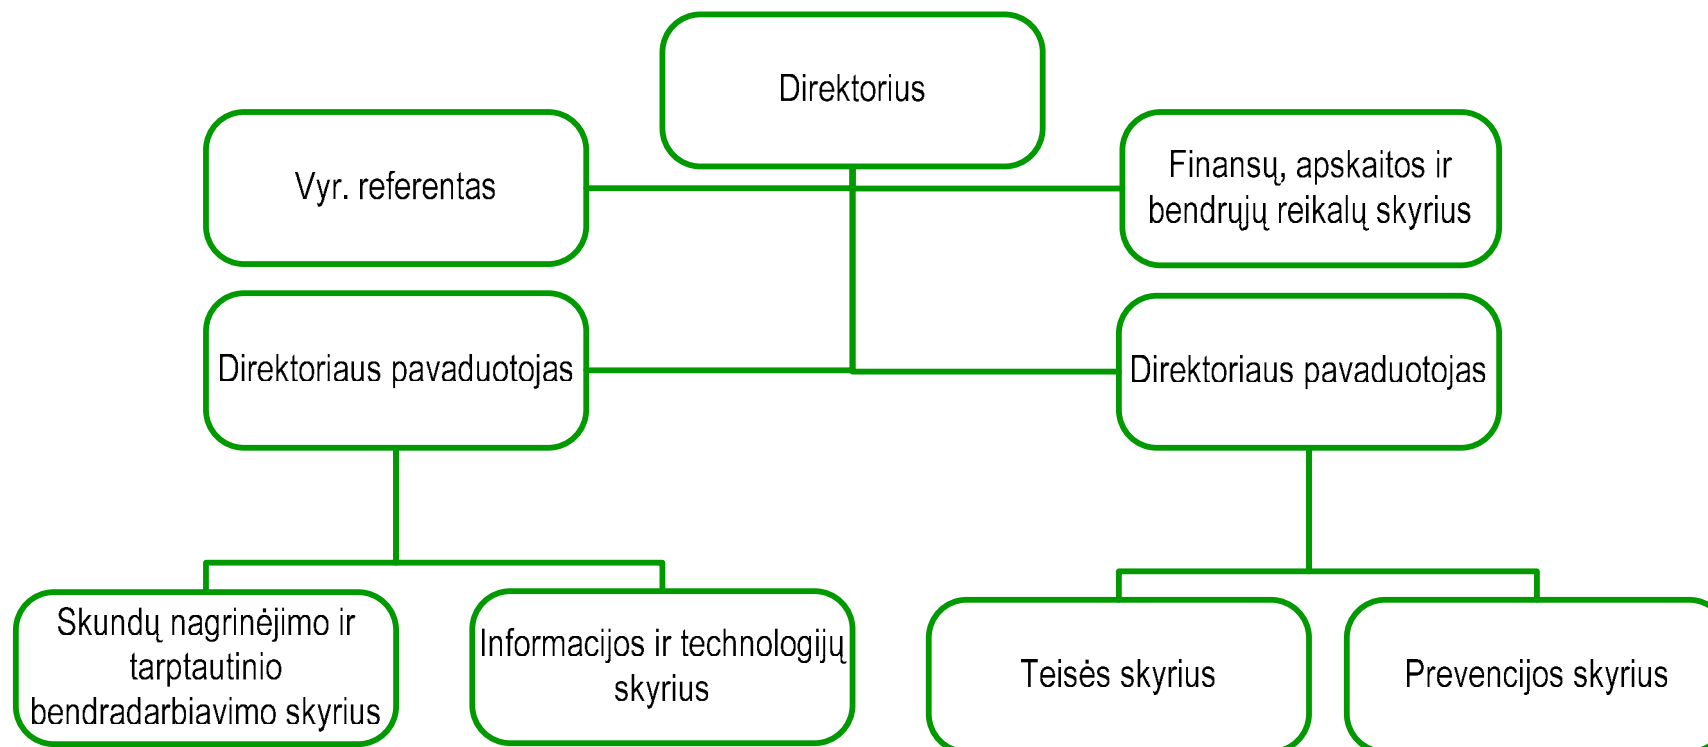 Direktorius
Vyr. referentas
Finansų, apskaitos ir
bendrųjų reikalų skyrius
Direktoriaus pavaduotojas
Direktoriaus pavaduotojas
Skundų nagrinėjimo ir
tarptautinio
bendradarbiavimo skyrius
Informacijos ir technologijų
skyrius
Teisės skyrius
Prevencijos skyrius